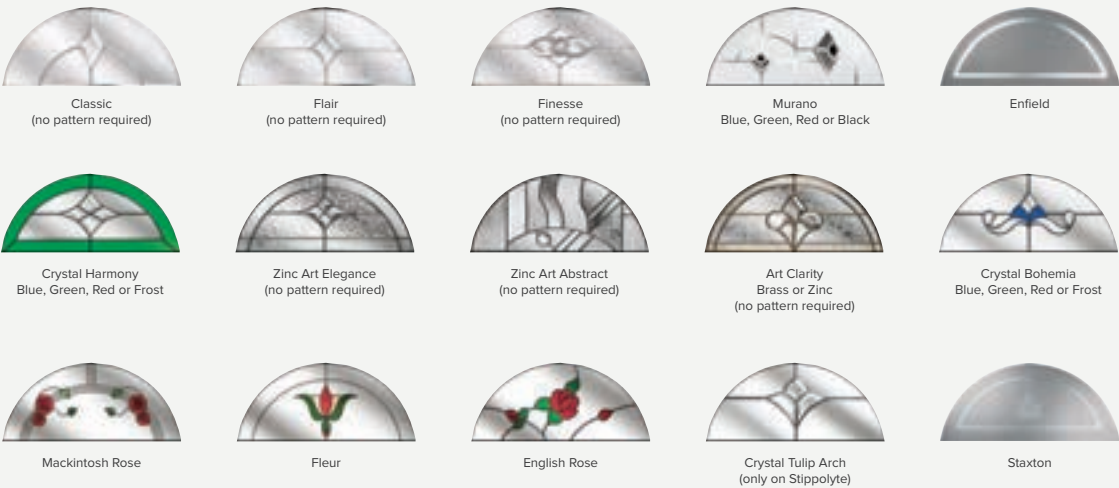 Classic
(no pattern required)
Flair
(no pattern required)
Finesse
(no pattern required)
Murano
Blue, Green, Red or Black
Enfield
Crystal Harmony
Blue, Green, Red or Frost
Zinc Art Elegance
(no pattern required)
Zinc Art Abstract
(no pattern required)
Art Clarity
Brass or Zinc
(no pattern required)
Crystal Bohemia
Blue, Green, Red or Frost
Mackintosh Rose
Fleur
English Rose
Crystal Tulip Arch
(only on Stippolyte)
Staxton